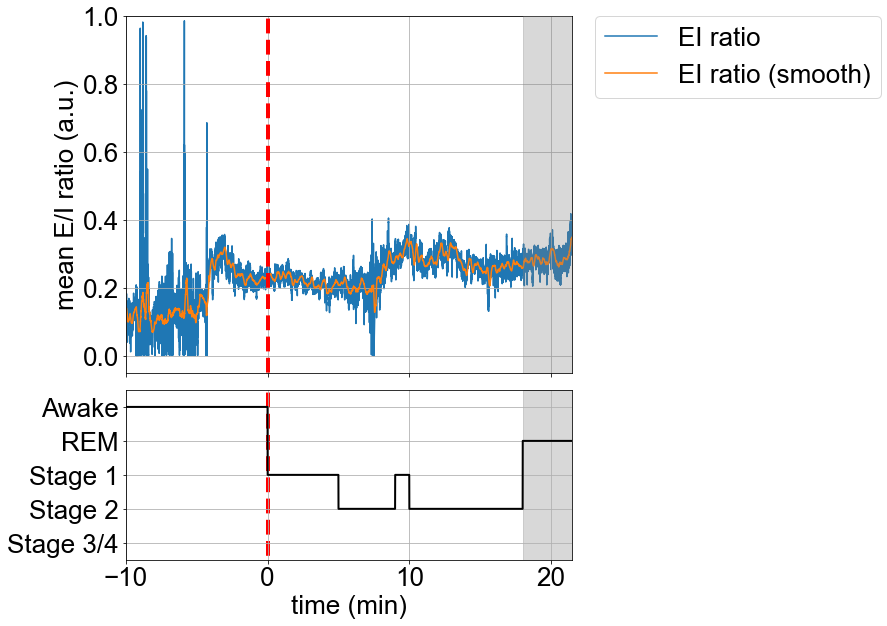 1.0
0.8
0.6
0.4
0.2
0.0
mean E/I ratio (a.u.)
EI ratio
EI ratio (smooth)
Awake
REM
Stage 1
Stage 2
Stage 3/4
−10 0 10 20
time (min)